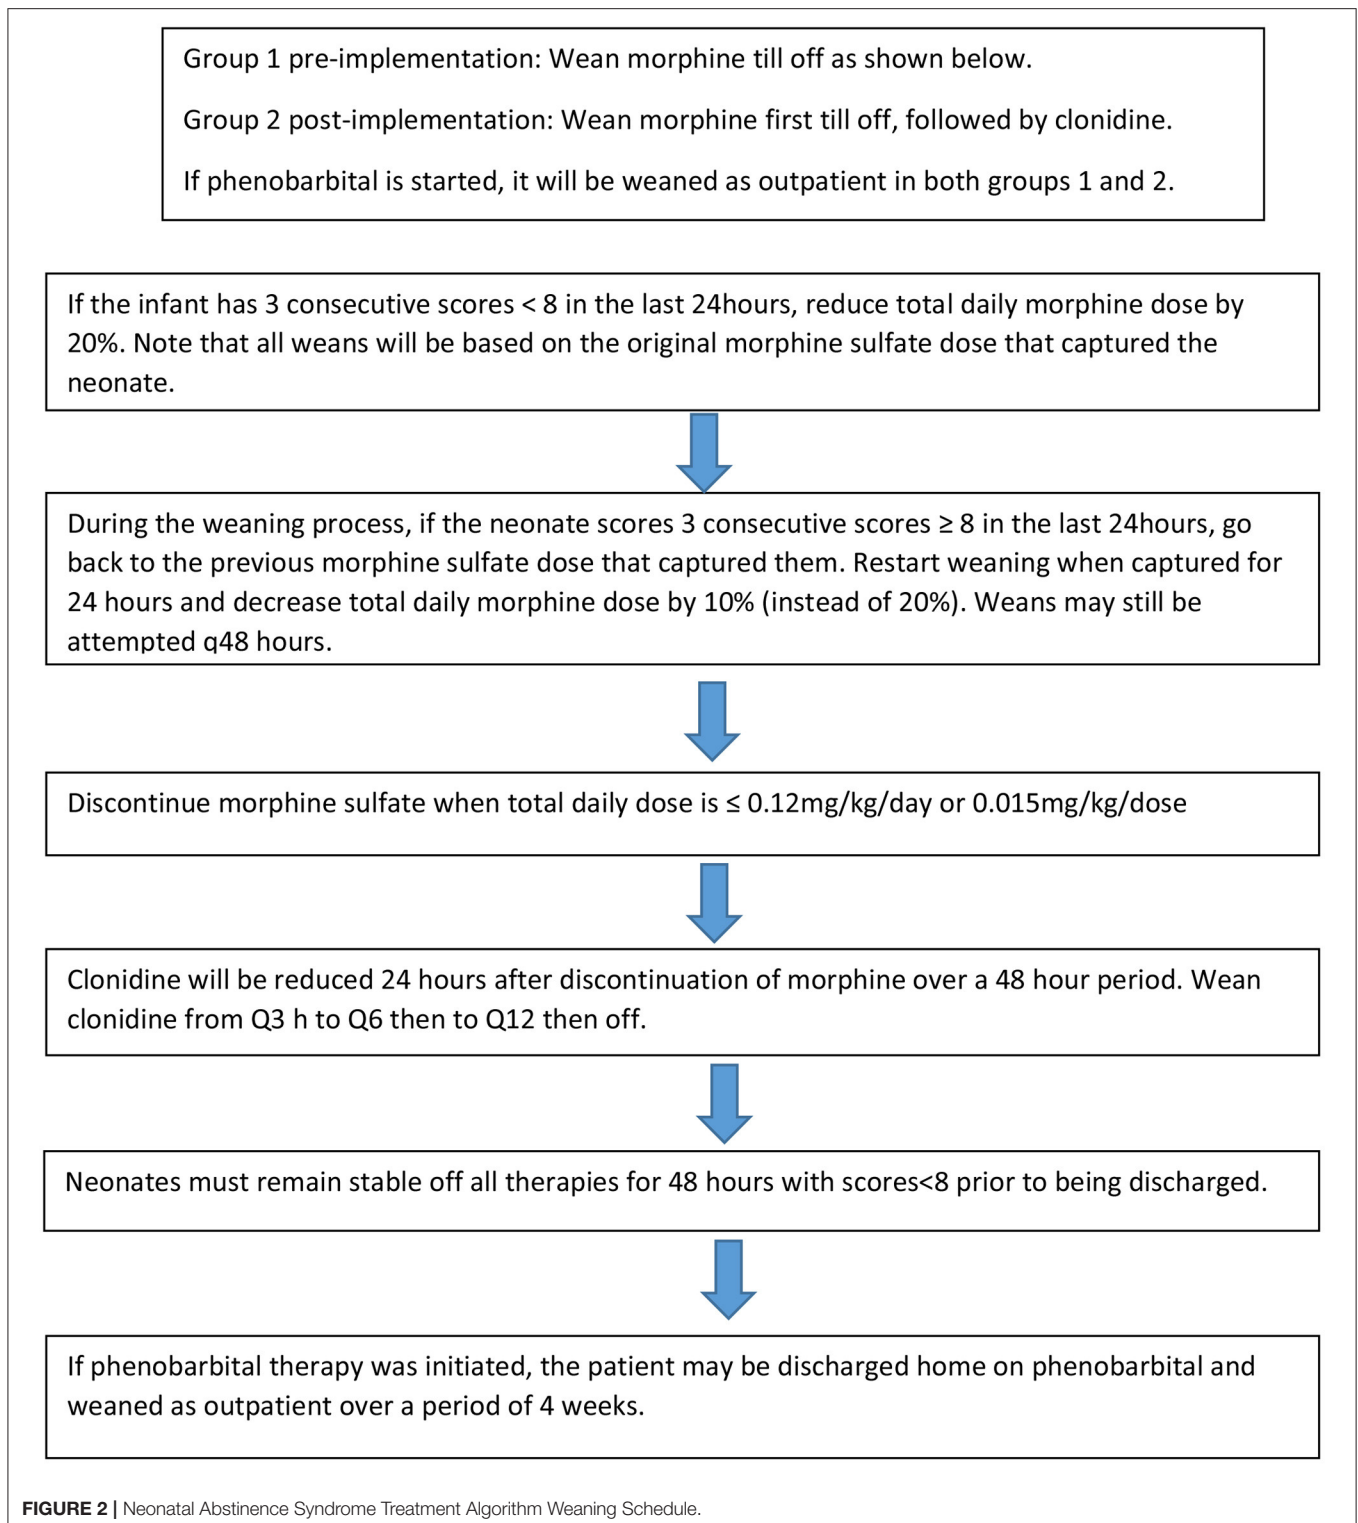 Group 1 pre-implementation: Wean morphine till off as shown below.
Group 2 post-implementation: Wean morphine first till off, followed by clonidine.
If phenobarbital is started, it will be weaned as outpatient in both groups 1 and 2.
If the infant has 3 consecutive scores < 8 in the last 24hours, reduce total daily morphine dose by
20%. Note that all weans will be based on the original morphine sulfate dose that captured the
neonate.
During the weaning process, if the neonate scores 3 consecutive scores ≥ 8 in the last 24hours, go
back to the previous morphine sulfate dose that captured them. Restart weaning when captured for
24 hours and decrease total daily morphine dose by 10% (instead of 20%). Weans may still be
attempted q48 hours.
Discontinue morphine sulfate when total daily dose is ≤ 0.12mg/kg/day or 0.015mg/kg/dose
Clonidine will be reduced 24 hours after discontinuation of morphine over a 48 hour period. Wean
clonidine from Q3 h to Q6 then to Q12 then off.
Neonates must remain stable off all therapies for 48 hours with scores<8 prior to being discharged.
If phenobarbital therapy was initiated, the patient may be discharged home on phenobarbital and
weaned as outpatient over a period of 4 weeks.
FIGURE 2 | Neonatal Abstinence Syndrome Treatment Algorithm Weaning Schedule.